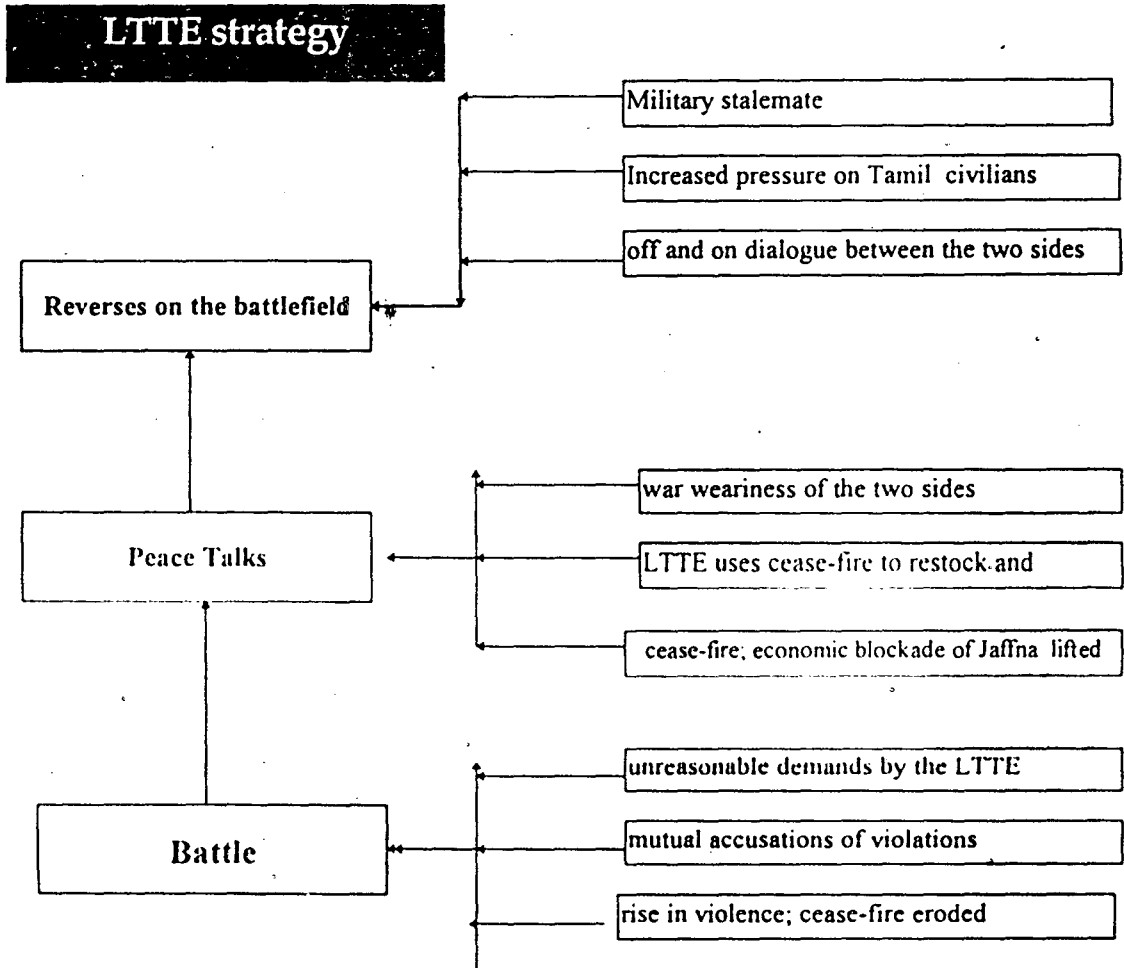 LTTE strategy
Military stalemate
Increased pressure on Tamil civilians
off and on dialogue between the two sides
Reverses on the battlefield
war weariness of the two sides
Peace Talks
LTTE uses cease-fire to restock and
cease-fire; economic blockade of Jaffna lifted
unreasonable demands by the LTTE
Battle
mutual accusations of violations
rise in violence; cease-fire eroded